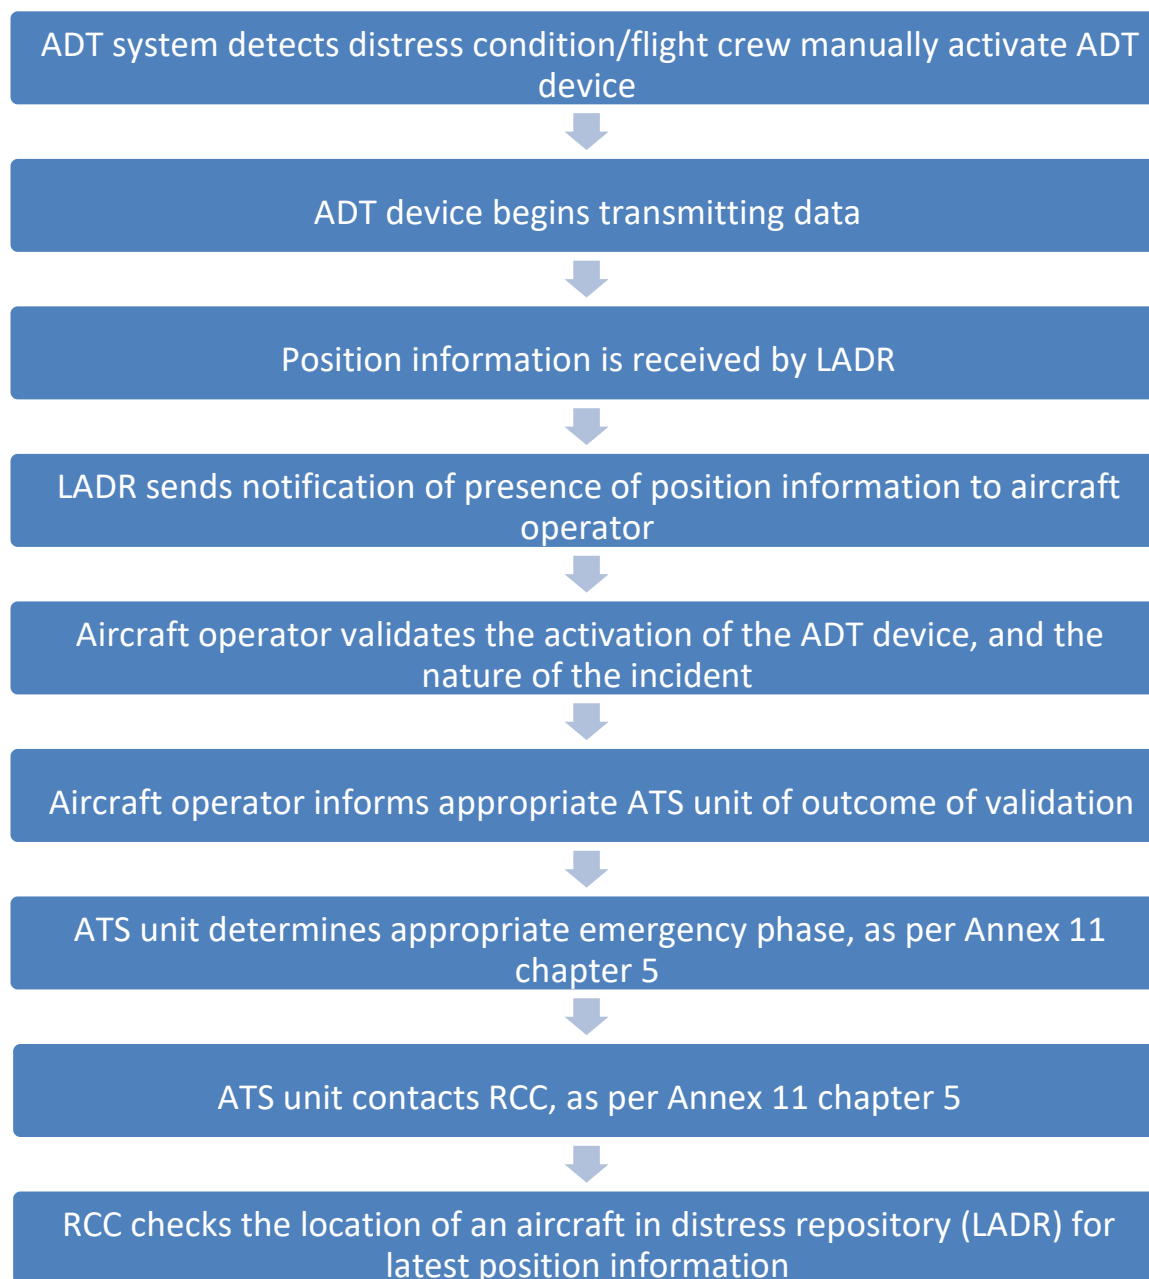 ADT system detects distress condition/flight crew manually activate ADT
device
ADT device begins transmitting data
Position information is received by LADR
LADR sends notification of presence of position information to aircraft
operator
Aircraft operator validates the activation of the ADT device, and the
nature of the incident
Aircraft operator informs appropriate ATS unit of outcome of validation
ATS unit determines appropriate emergency phase, as per Annex 11
chapter 5
ATS unit contacts RCC, as per Annex 11 chapter 5
RCC checks the location of an aircraft in distress repository (LADR) for
latest position information